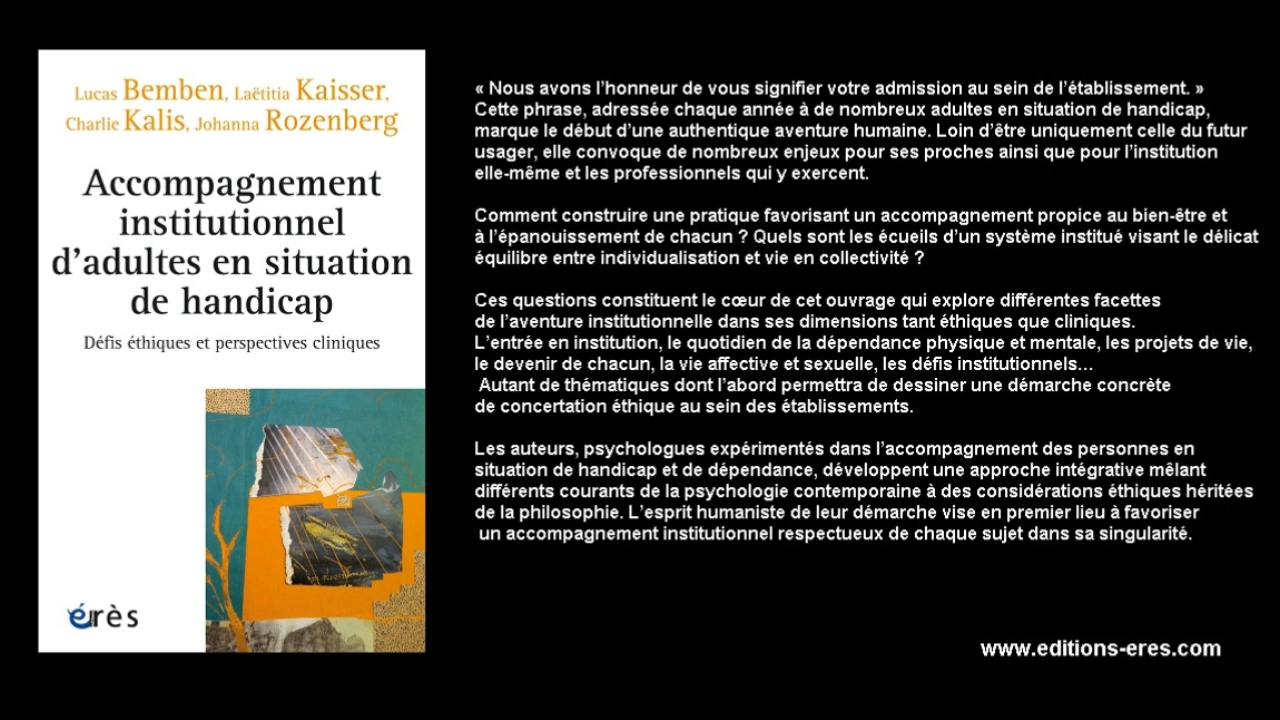 Lucas Bemben, Laëtitia Kaisser,
Charlie Kalis, Johanna Rozenberg
Accompagnement
institutionnel
d’adultes en situation
de handicap
Défis éthiques et perspectives cliniques
érès
« Nous avons l’honneur de vous signifier votre admission au sein de l’établissement. »
Cette phrase, adressée chaque année à de nombreux adultes en situation de handicap,
marque le début d’une authentique aventure humaine. Loin d’être uniquement celle du futur
usager, elle convoque de nombreux enjeux pour ses proches ainsi que pour l’institution
elle-même et les professionnels qui y exercent.
Comment construire une pratique favorisant un accompagnement propice au bien-être et
à l’épanouissement de chacun ? Quels sont les écueils d’un système institué visant le délicat
équilibre entre individualisation et vie en collectivité ?
Ces questions constituent le cœur de cet ouvrage qui explore différentes facettes
de l’aventure institutionnelle dans ses dimensions tant éthiques que cliniques.
L’entrée en institution, le quotidien de la dépendance physique et mentale, les projets de vie,
le devenir de chacun, la vie affective et sexuelle, les défis institutionnels...
Autant de thématiques dont l’abord permettra de dessiner une démarche concrète
de concertation éthique au sein des établissements.
Les auteurs, psychologues expérimentés dans l’accompagnement des personnes en
situation de handicap et de dépendance, développent une approche intégrative mêlant
différents courants de la psychologie contemporaine à des considérations éthiques héritées
de la philosophie. L’esprit humaniste de leur démarche vise en premier lieu à favoriser
un accompagnement institutionnel respectueux de chaque sujet dans sa singularité.
www.editions-eres.com